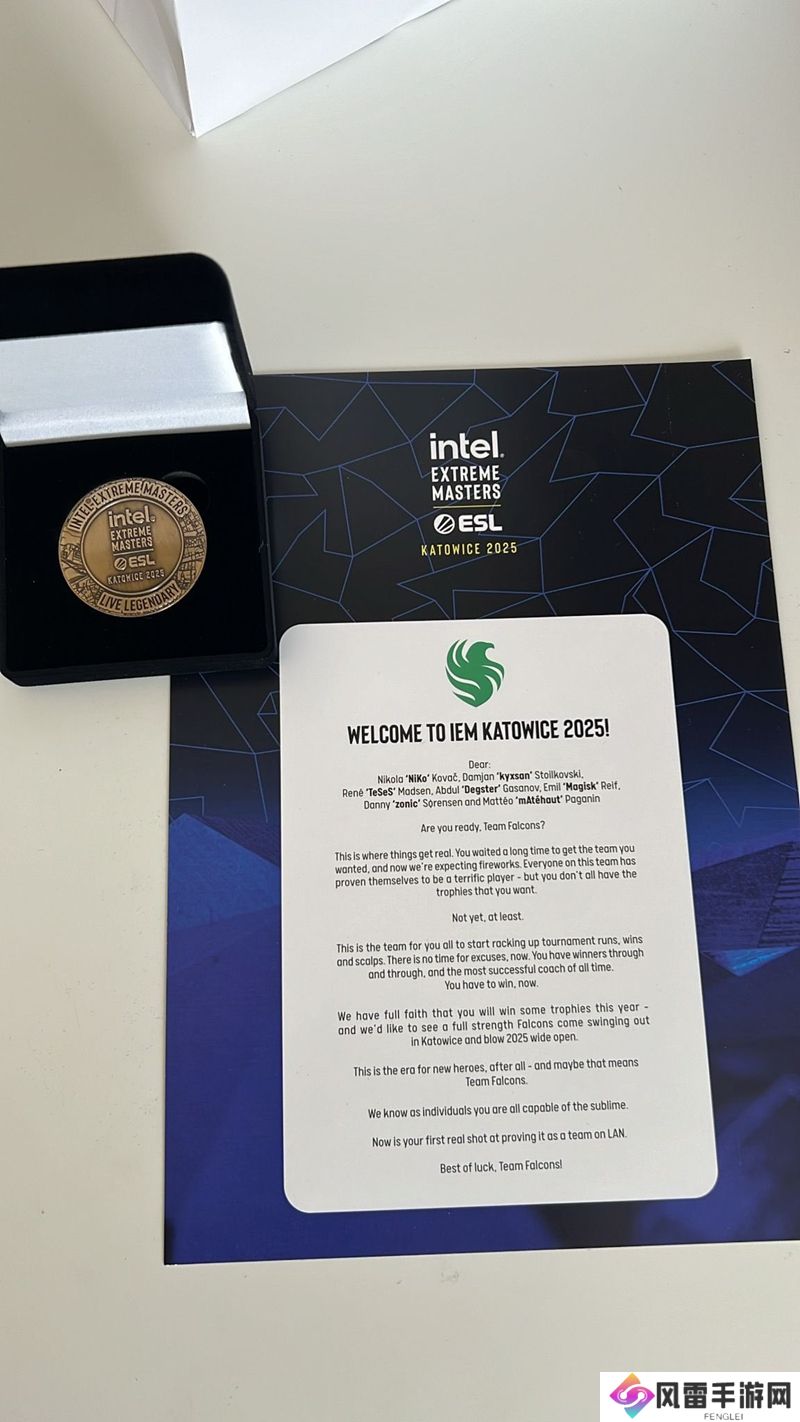 INTEL EXTREME MASTERS
intel.
EXTREME
MASTERS
ESL
KATOWICE 2025
LIVE LEGENDARY
intel.
EXTREME
MASTERS
ESL
KATOWICE 2025
WELCOME TO IEM KATOWICE 2025!
Dear:
Nikola 'NiKo' Kovač, Damjan 'kyxsan' Stoilkovski,
René 'TeSeS' Madsen, Abdul 'Degster' Gasanov, Emil 'Magisk' Reif,
Danny 'zonic' Sørensen and Mattéo 'mAtêhaut' Paganin
Are you ready, Team Falcons?
This is where things get real. You waited a long time to get the team you
wanted, and now we're expecting fireworks. Everyone on this team has
proven themselves to be a terrific player - but you don't all have the
trophies that you want.
Not yet, at least.
This is the team for you all to start racking up tournament runs, wins
and scalps. There is no time for excuses, now. You have winners through
and through, and the most successful coach of all time.
You have to win, now.
We have full faith that you will win some trophies this year -
and we'd like to see a full strength Falcons come swinging out
in Katowice and blow 2025 wide open.
This is the era for new heroes, after all - and maybe that means
Team Falcons.
We know as individuals you are all capable of the sublime.
Now is your first real shot at proving it as a team on LAN.
Best of luck, Team Falcons!
风雷手游网
FENGLEI